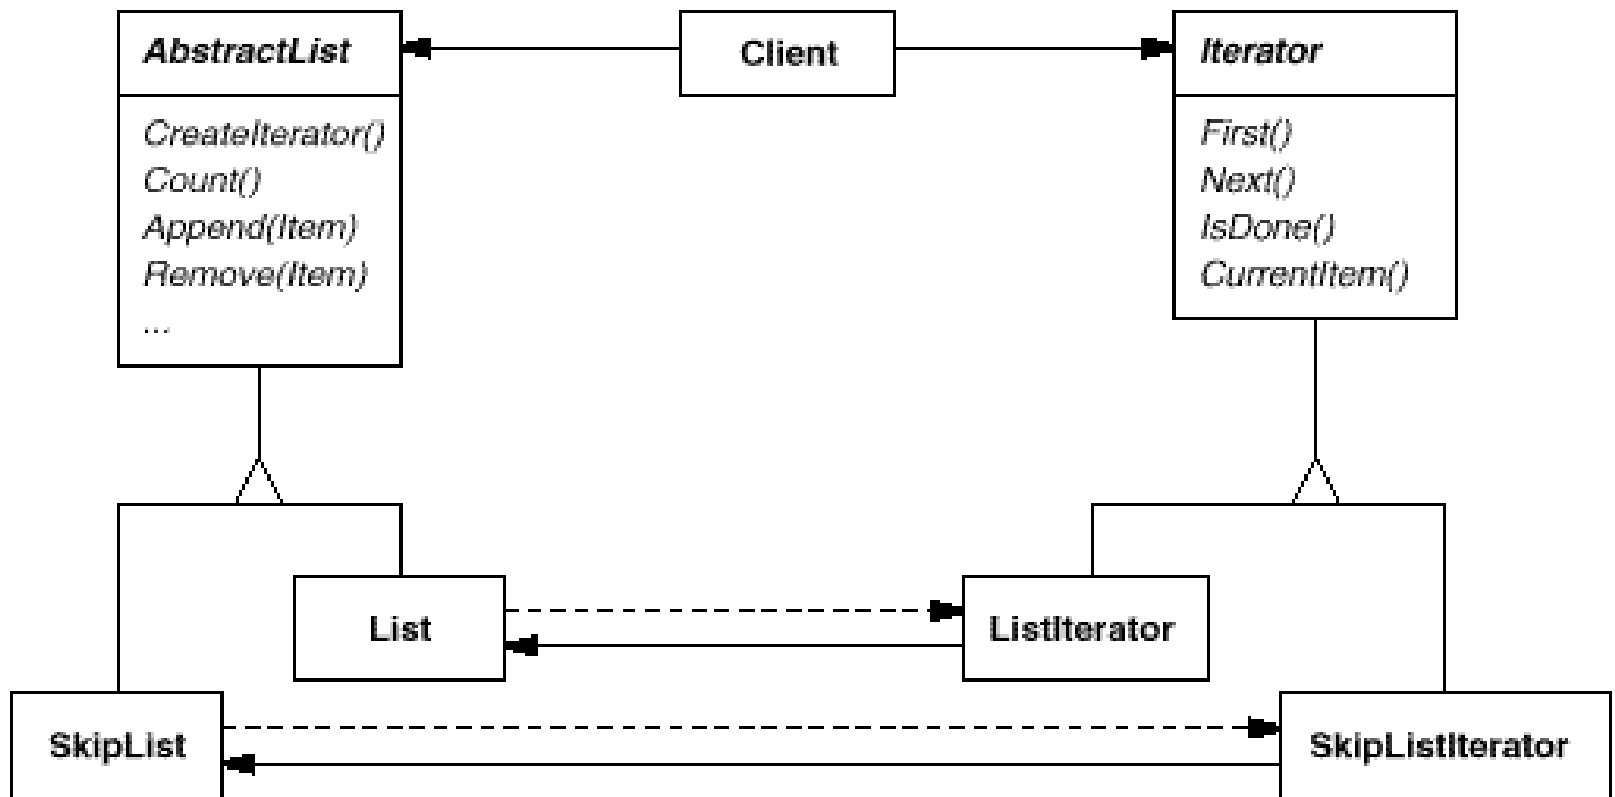 AbstractList
CreateIterator()
Count()
Append(Item)
Remove(Item)
...
Client
Iterator
First()
Next()
IsDone()
CurrentItem()
List
ListIterator
SkipList
SkipListIterator